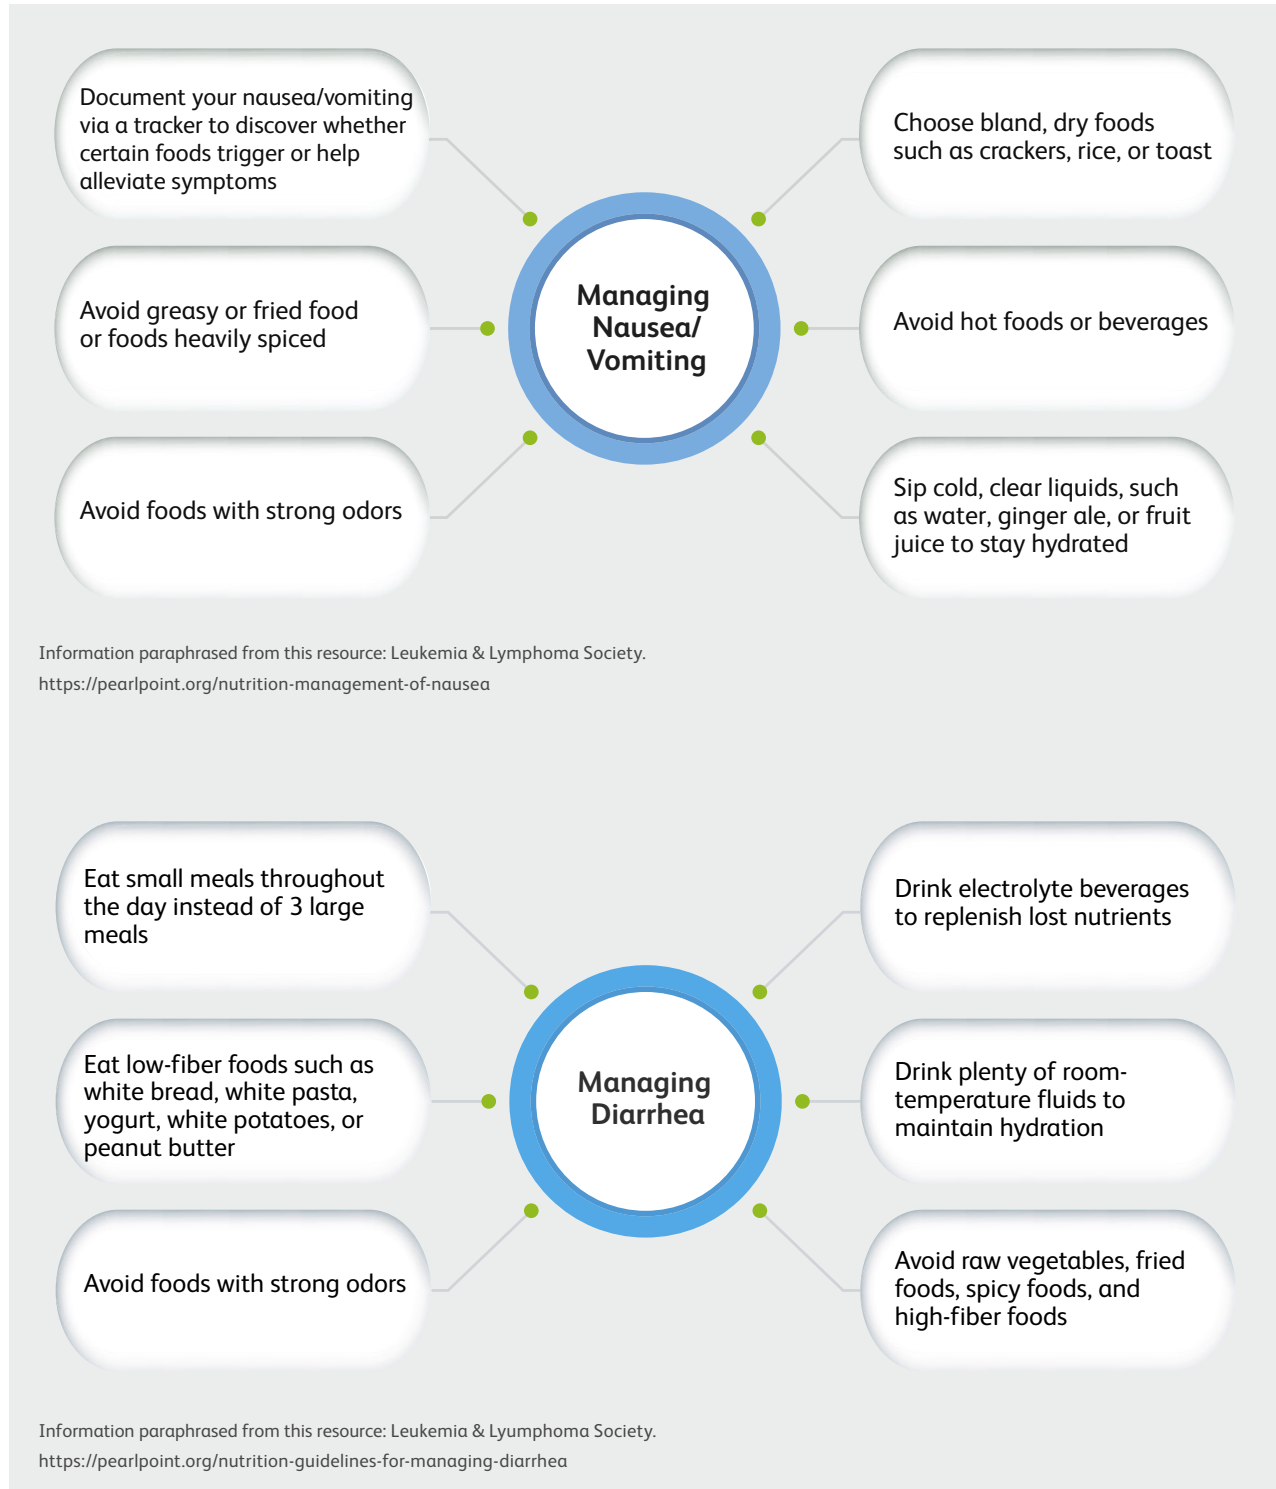 Document your nausea/vomiting
via a tracker to discover whether
certain foods trigger or help
alleviate symptoms
Avoid greasy or fried food
or foods heavily spiced
Avoid foods with strong odors
Managing
Nausea/
Vomiting
Choose bland, dry foods
such as crackers, rice, or toast
Avoid hot foods or beverages
Sip cold, clear liquids, such
as water, ginger ale, or fruit
juice to stay hydrated
Information paraphrased from this resource: Leukemia & Lymphoma Society.
https://pearlpoint.org/nutrition-management-of-nausea
Eat small meals throughout
the day instead of 3 large
meals
Eat low-fiber foods such as
white bread, white pasta,
yogurt, white potatoes, or
peanut butter
Avoid foods with strong odors
Managing
Diarrhea
Drink electrolyte beverages
to replenish lost nutrients
Drink plenty of room-
temperature fluids to
maintain hydration
Avoid raw vegetables, fried
foods, spicy foods, and
high-fiber foods
Information paraphrased from this resource: Leukemia & Lyumphoma Society.
https://pearlpoint.org/nutrition-guidelines-for-managing-diarrhea